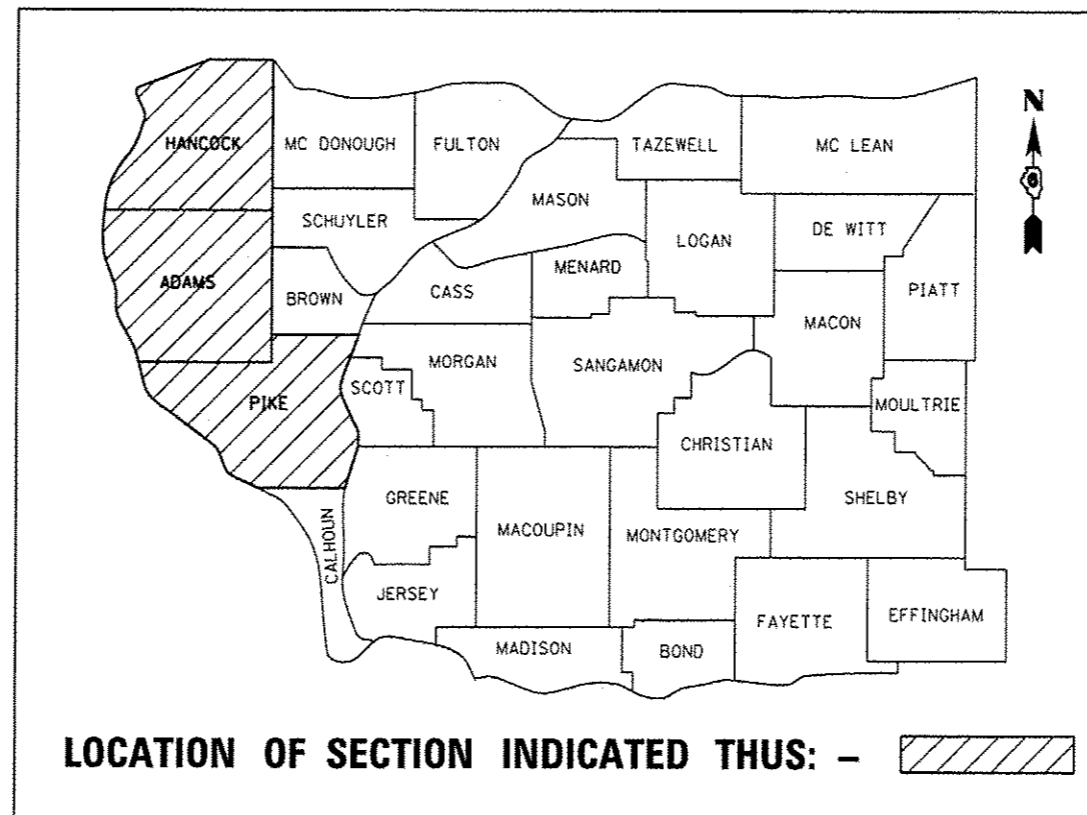 N
HANCOCK
MC DONOUGH
FULTON
TAZEWELL
MC LEAN
MASON
SCHUYLER
LOGAN
DE WITT
ADAMS
BROWN
CASS
MENARD
PIATT
MACON
MORGAN
SANGAMON
SCOTT
PIKE
MOULTRIE
CHRISTIAN
GREENE
SHELBY
MACOUPIN
MONTGOMERY
CALHOUN
JERSEY
FAYETTE
EFFINGHAM
MADISON
BOND
LOCATION OF SECTION INDICATED THUS: –